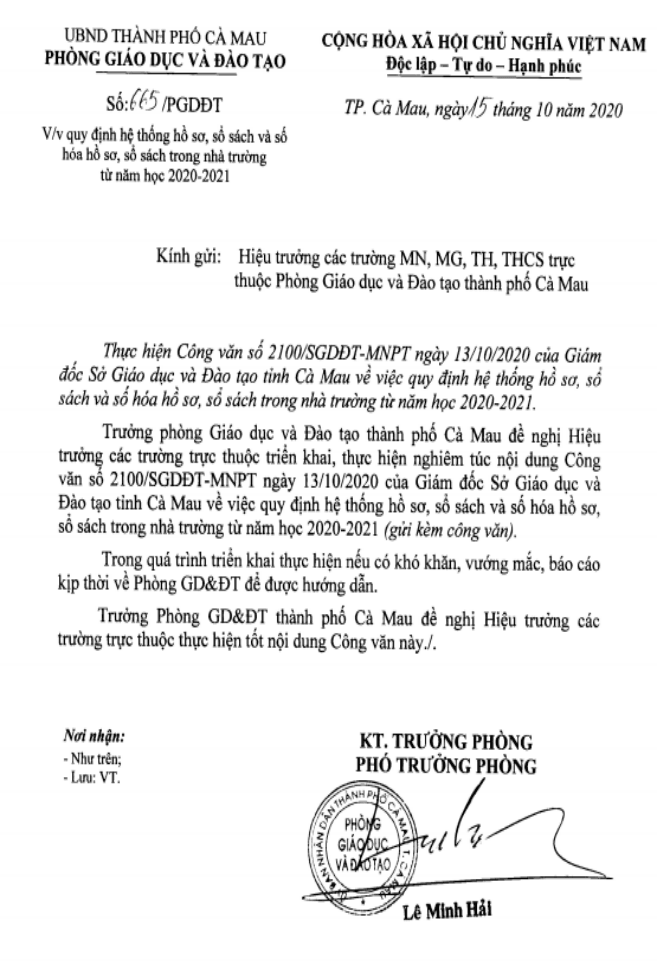 UBND THÀNH PHỐ CÀ MAU
PHÒNG GIÁO DỤC VÀ ĐÀO TẠO
CỘNG HÒA XÃ HỘI CHỦ NGHĨA VIỆT NAM
Độc lập – Tự do – Hạnh phúc
Số: 665 /PGDĐT
TP. Cà Mau, ngày 15 tháng 10 năm 2020
V/v quy định hệ thống hồ sơ, sổ sách và số
hóa hồ sơ, sổ sách trong nhà trường
từ năm học 2020-2021
Kính gửi: Hiệu trưởng các trường MN, MG, TH, THCS trực
thuộc Phòng Giáo dục và Đào tạo thành phố Cà Mau
Thực hiện Công văn số 2100/SGDĐT-MNPT ngày 13/10/2020 của Giám
đốc Sở Giáo dục và Đào tạo tỉnh Cà Mau về việc quy định hệ thống hồ sơ, sổ
sách và số hóa hồ sơ, sổ sách trong nhà trường từ năm học 2020-2021.
Trưởng phòng Giáo dục và Đào tạo thành phố Cà Mau đề nghị Hiệu
trưởng các trường trực thuộc triển khai, thực hiện nghiêm túc nội dung Công
văn số 2100/SGDĐT-MNPT ngày 13/10/2020 của Giám đốc Sở Giáo dục và
Đào tạo tỉnh Cà Mau về việc quy định hệ thống hồ sơ, sổ sách và số hóa hồ sơ,
sổ sách trong nhà trường từ năm học 2020-2021 (gửi kèm công văn).
Trong quá trình triển khai thực hiện nếu có khó khăn, vướng mắc, báo cáo
kịp thời về Phòng GD&ĐT để được hướng dẫn.
Trưởng Phòng GD&ĐT thành phố Cà Mau đề nghị Hiệu trưởng các
trường trực thuộc thực hiện tốt nội dung Công văn này./.
Nơi nhận:
- Như trên;
- Lưu: VT.
KT. TRƯỞNG PHÒNG
PHÓ TRƯỞNG PHÒNG
ỦY BAN NHÂN DÂN THÀNH PHỐ CÀ MAU T. CÀ MAU
PHÒNG
GIÁO DỤC
VÀ ĐÀO TẠO
Lê Minh Hải